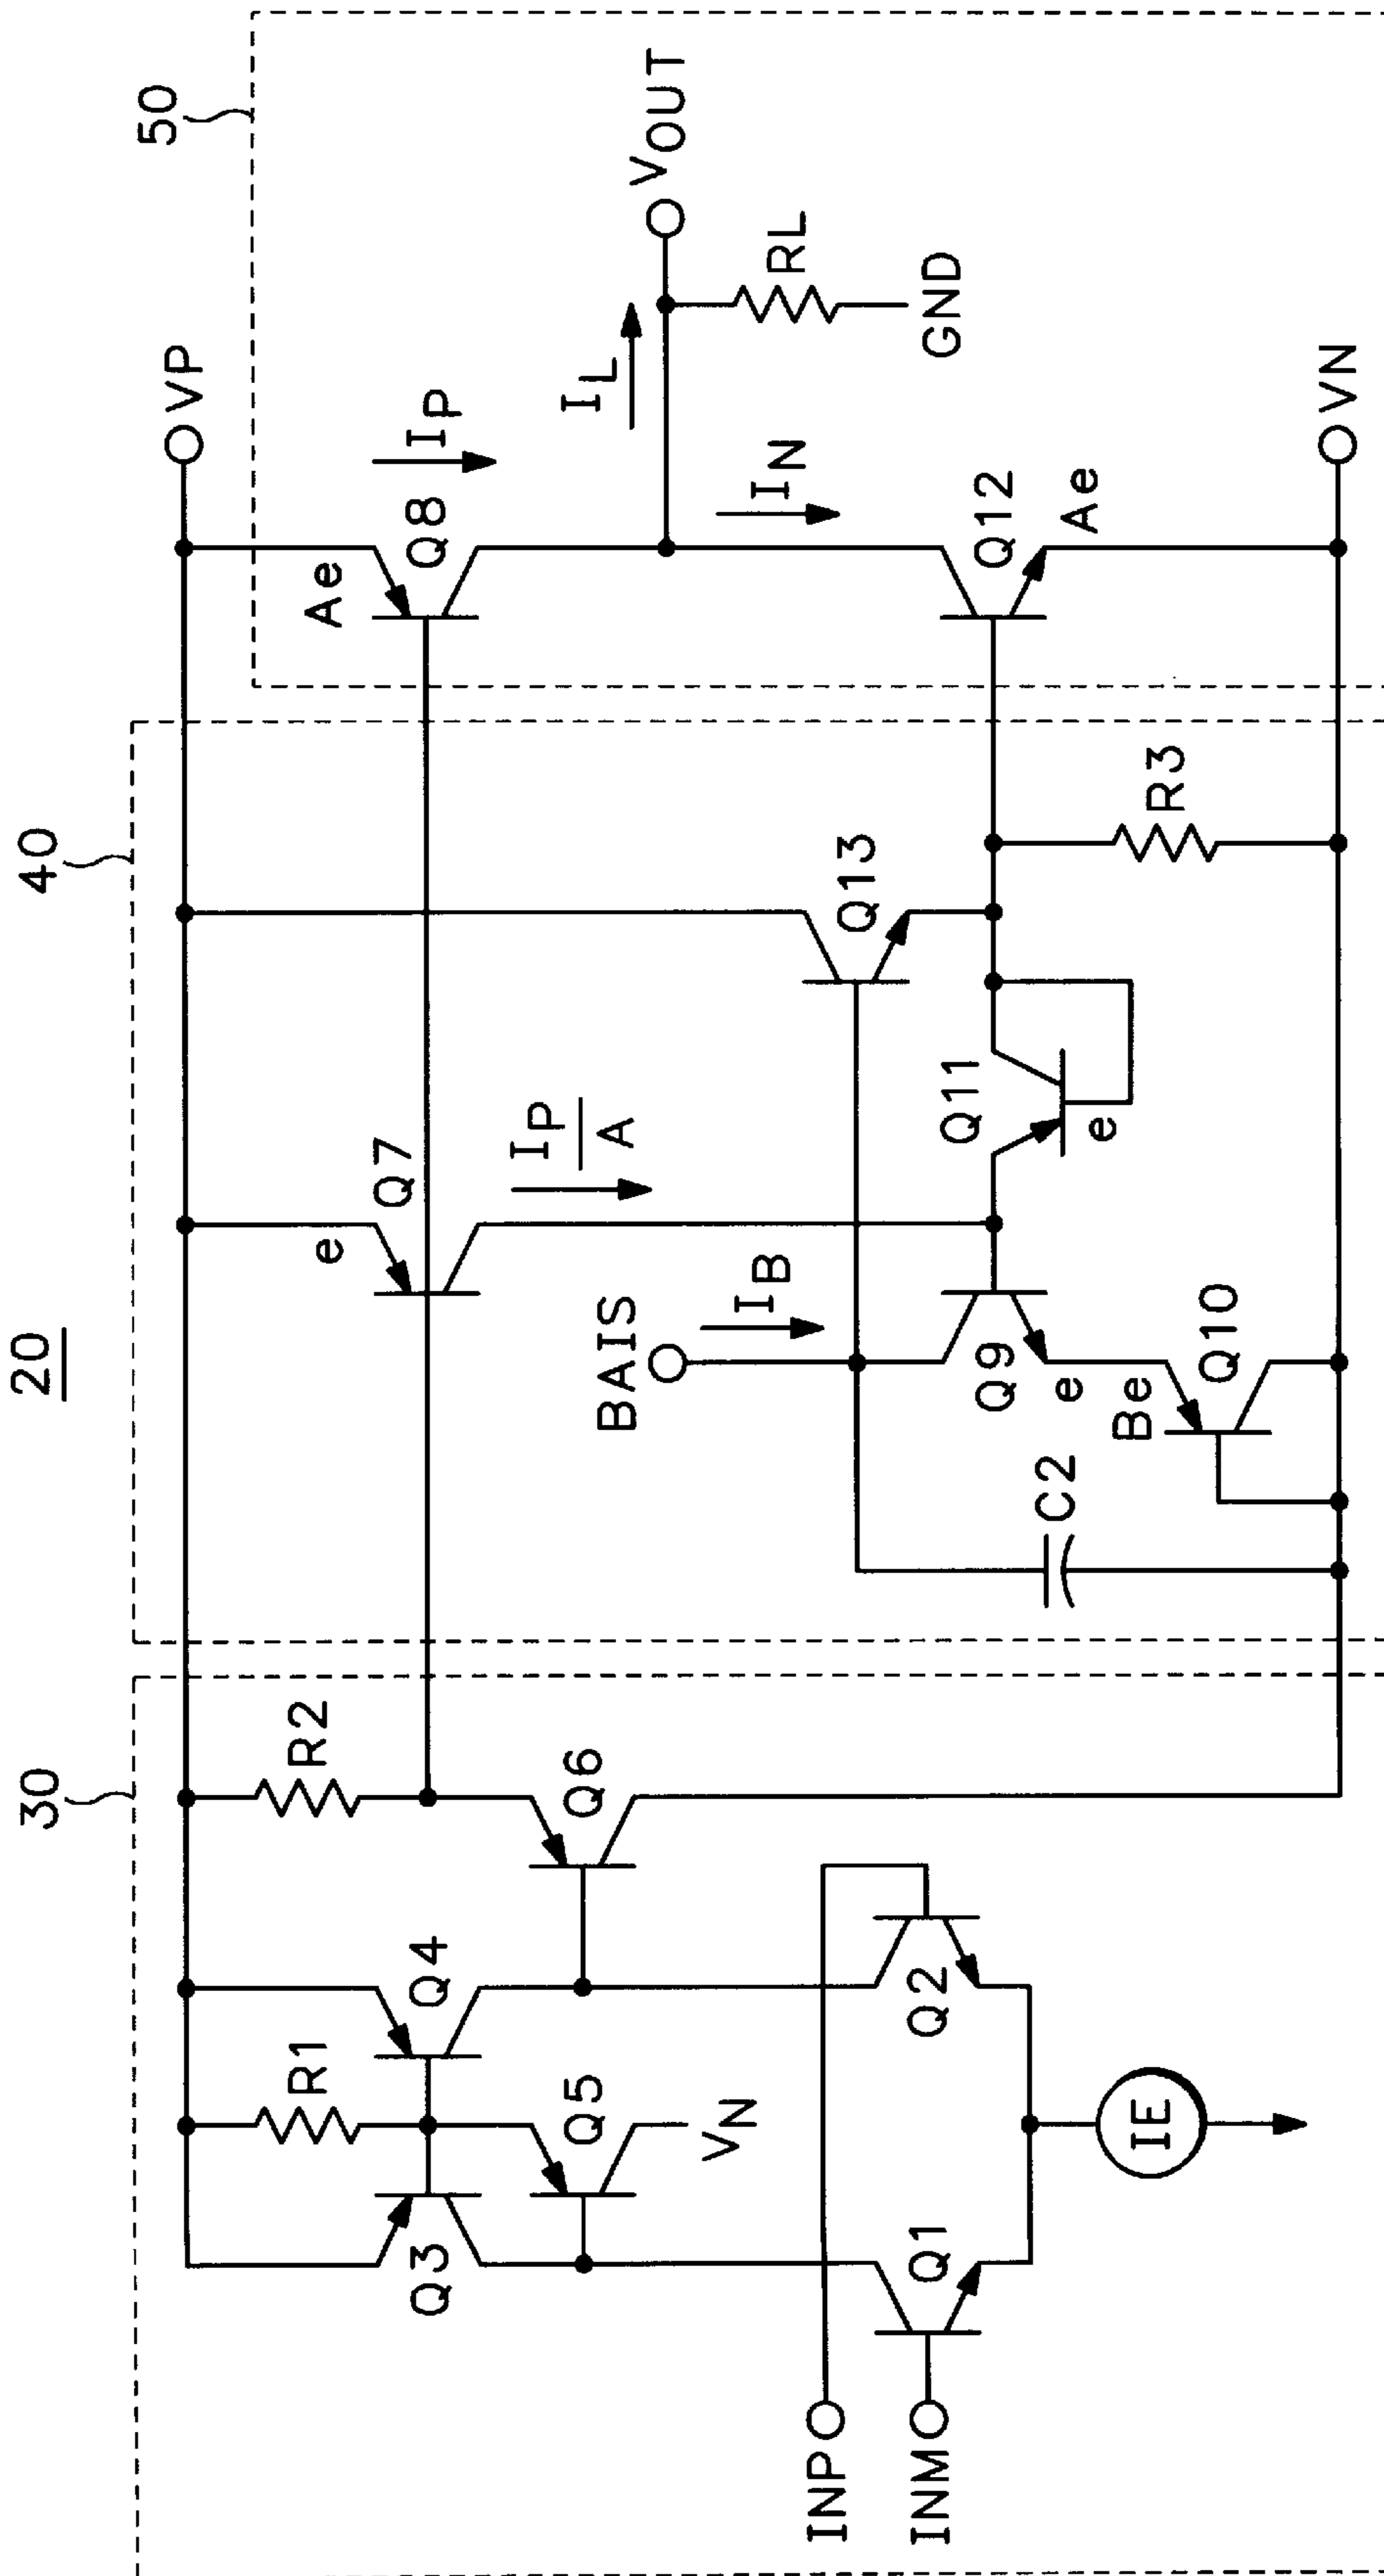 20
30
40
50
VP
R1
R2
Q3
Q4
Q5
Q6
VN
INP
INM
Q1
Q2
IE
e
Q7
IP
A
BAIS
IB
C2
Q9
e
Be
Q10
Q11
e
Q13
R3
Ae
Q8
IP
IL
VOUT
RL
GND
IN
Q12
Ae
VN